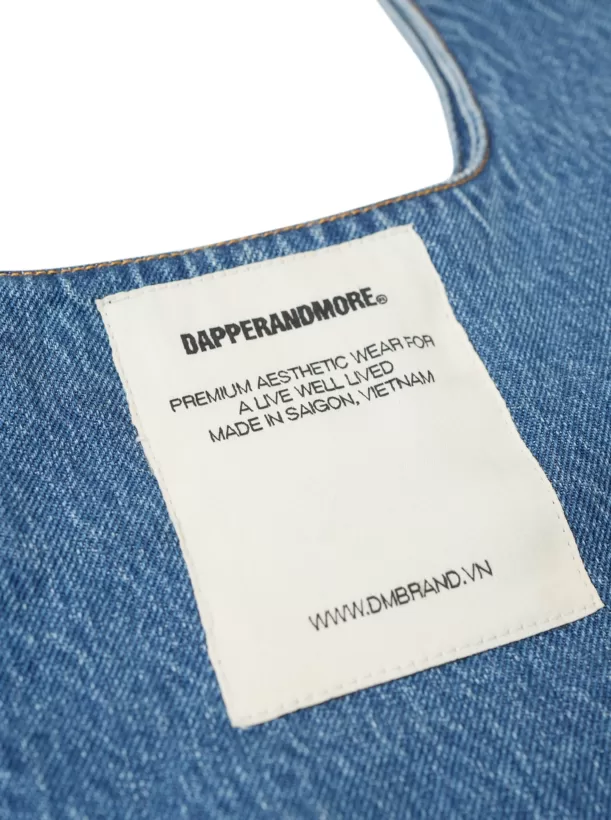 DAPPERANDMORE®
PREMIUM AESTHETIC WEAR FOR
A LIVE WELL LIVED
MADE IN SAIGON, VIETNAM
WWW.DMBRAND.VN